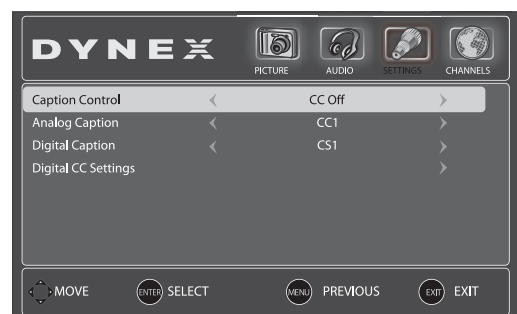 DYNEX
PICTURE AUDIO SETTINGS CHANNELS
Caption Control CC Off
Analog Caption CC1
Digital Caption CS1
Digital CC Settings
MOVE ENTER SELECT MENU PREVIOUS EXIT EXIT